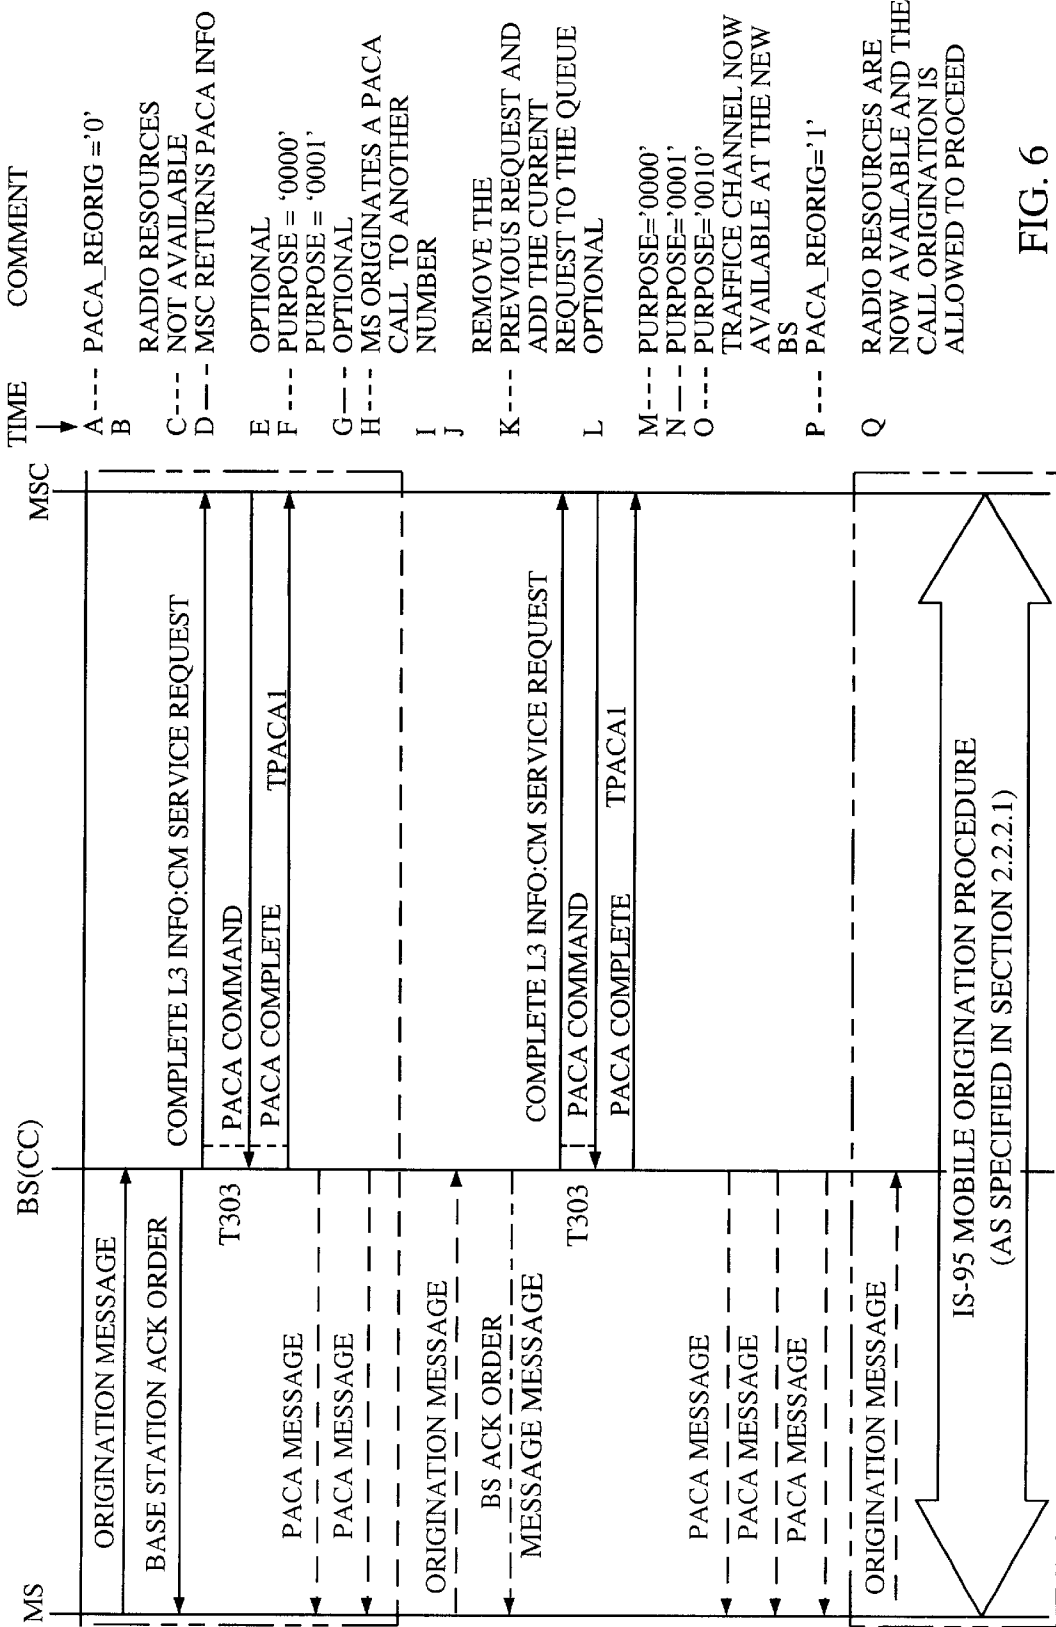 MS
BS(CC)
MSC
TIME
COMMENT
ORIGINATION MESSAGE
A ---- PACA_REORIG ='0'
B
BASE STATION ACK ORDER
COMPLETE L3 INFO:CM SERVICE REQUEST
RADIO RESOURCES
C ---- NOT AVAILABLE
T303
PACA COMMAND
D — MSC RETURNS PACA INFO
PACA COMPLETE
TPACA1
E OPTIONAL
PACA MESSAGE
F ---- PURPOSE = '0000'
PURPOSE = '0001'
PACA MESSAGE
G — OPTIONAL
H ---- MS ORIGINATES A PACA
CALL TO ANOTHER
NUMBER
I
ORIGINATION MESSAGE
J
BS ACK ORDER
MESSAGE MESSAGE
REMOVE THE
K ---- PREVIOUS REQUEST AND
ADD THE CURRENT
REQUEST TO THE QUEUE
COMPLETE L3 INFO:CM SERVICE REQUEST
T303
PACA COMMAND
L OPTIONAL
PACA COMPLETE
TPACA1
M ---- PURPOSE='0000'
N — PURPOSE='0001'
O ---- PURPOSE='0010'
PACA MESSAGE
TRAFFICE CHANNEL NOW
AVAILABLE AT THE NEW
BS
PACA MESSAGE
PACA MESSAGE
P ---- PACA_REORIG='1'
ORIGINATION MESSAGE
Q RADIO RESOURCES ARE
NOW AVAILABLE AND THE
CALL ORIGINATION IS
ALLOWED TO PROCEED
IS-95 MOBILE ORIGINATION PROCEDURE
(AS SPECIFIED IN SECTION 2.2.2.1)
FIG. 6